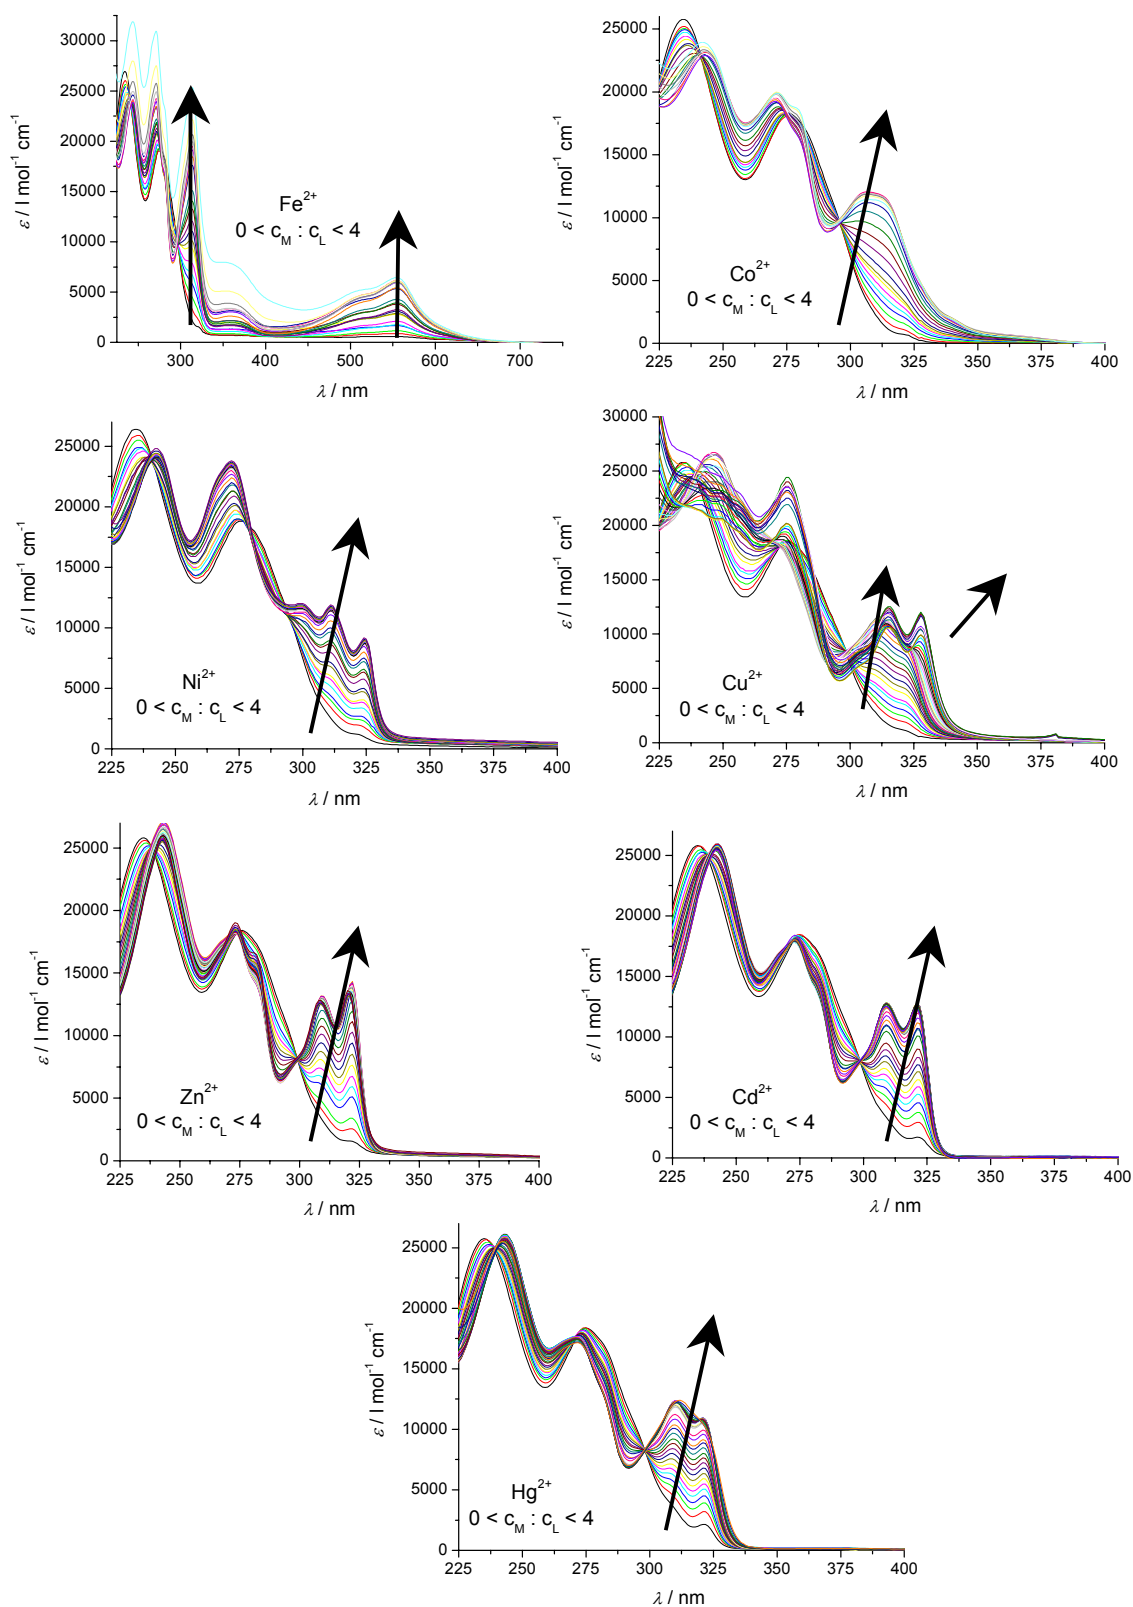 30000
25000
20000
15000
10000
5000
0
ε / l mol⁻¹ cm⁻¹
Fe²⁺
0 < c_M : c_L < 4
300 400 500 600 700
λ / nm
25000
20000
15000
10000
5000
0
ε / l mol⁻¹ cm⁻¹
Co²⁺
0 < c_M : c_L < 4
225 250 275 300 325 350 375 400
λ / nm
25000
20000
15000
10000
5000
0
ε / l mol⁻¹ cm⁻¹
Ni²⁺
0 < c_M : c_L < 4
225 250 275 300 325 350 375 400
λ / nm
30000
25000
20000
15000
10000
5000
0
ε / l mol⁻¹ cm⁻¹
Cu²⁺
0 < c_M : c_L < 4
225 250 275 300 325 350 375 400
λ / nm
25000
20000
15000
10000
5000
0
ε / l mol⁻¹ cm⁻¹
Zn²⁺
0 < c_M : c_L < 4
225 250 275 300 325 350 375 400
λ / nm
25000
20000
15000
10000
5000
0
ε / l mol⁻¹ cm⁻¹
Cd²⁺
0 < c_M : c_L < 4
225 250 275 300 325 350 375 400
λ / nm
25000
20000
15000
10000
5000
0
ε / l mol⁻¹ cm⁻¹
Hg²⁺
0 < c_M : c_L < 4
225 250 275 300 325 350 375 400
λ / nm